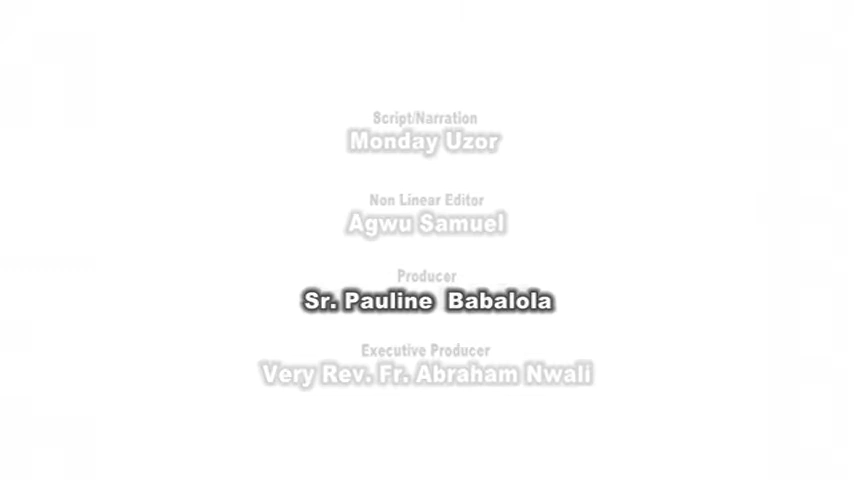 Script/Narration
Monday Uzor
Non Linear Editor
Agwu Samuel
Producer
Sr. Pauline Babalola
Executive Producer
Very Rev. Fr. Abraham Nwali